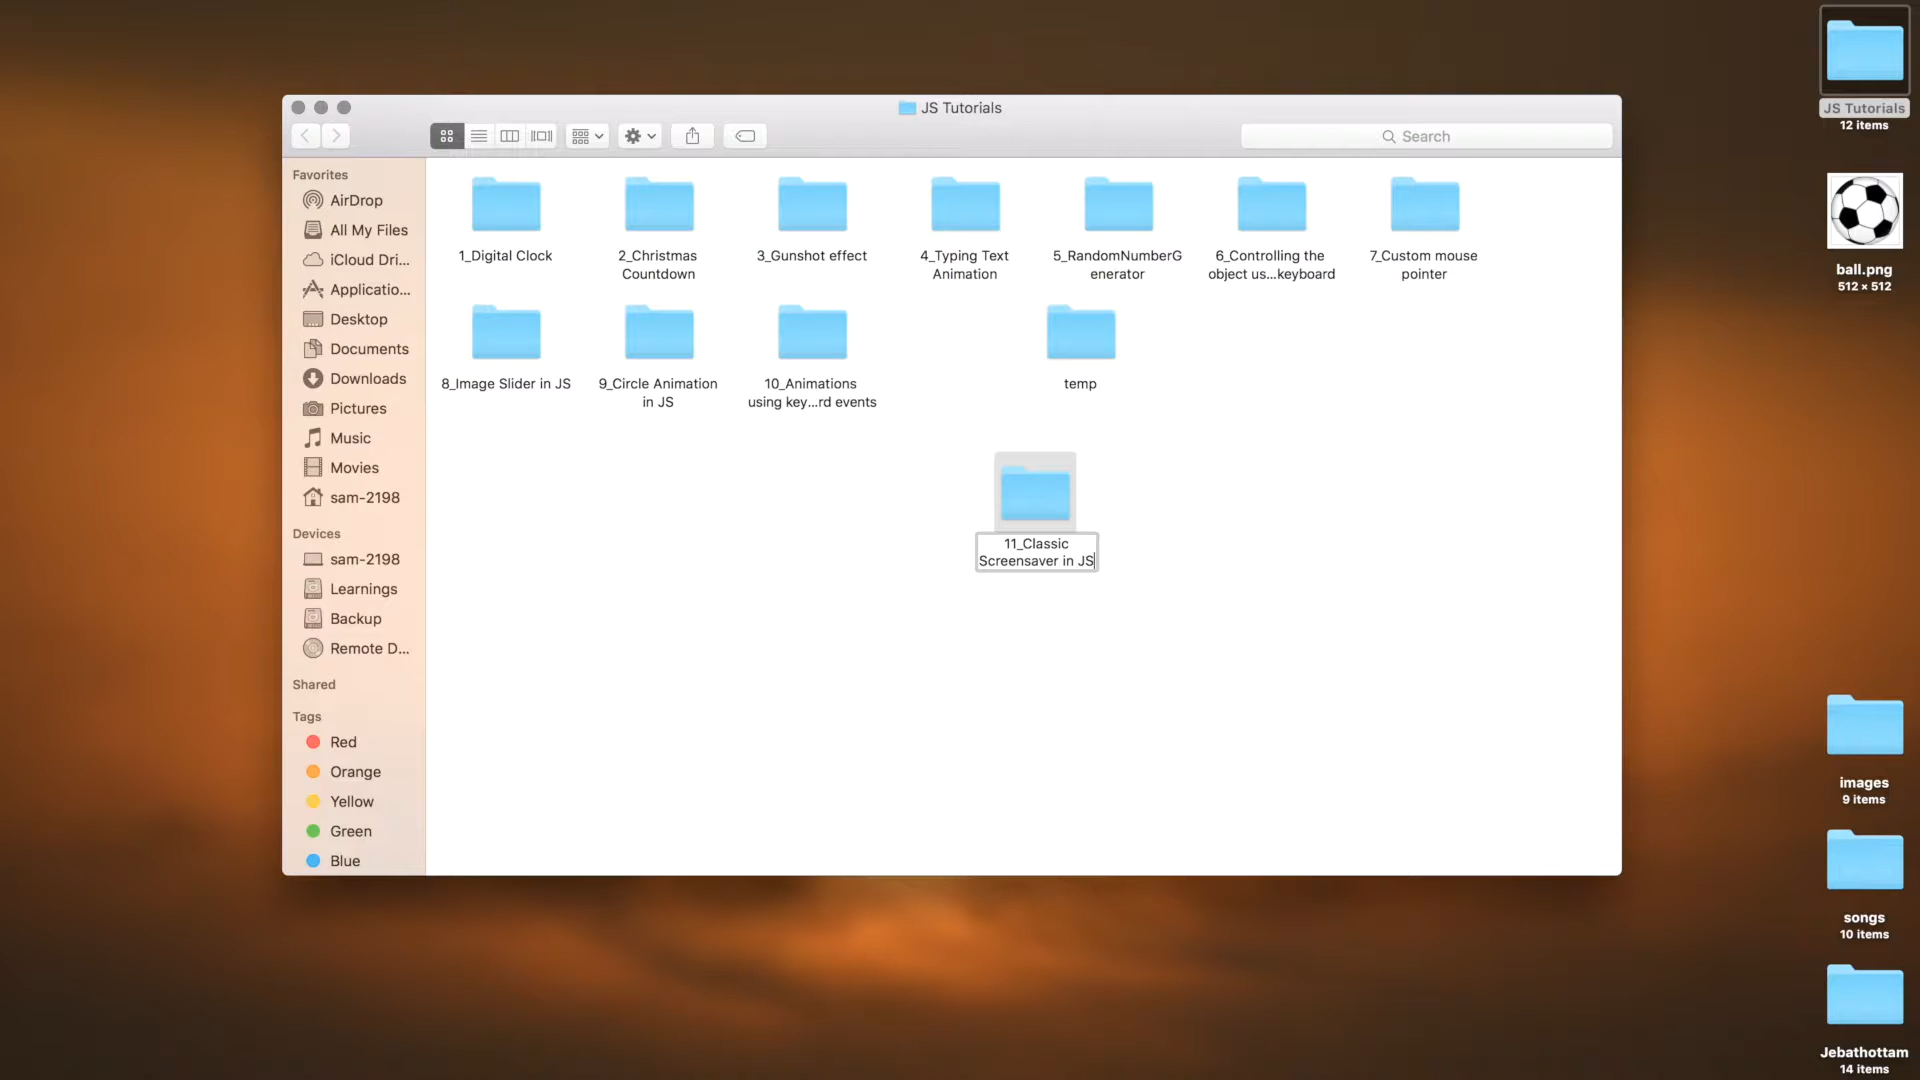 JS Tutorials
Search
Favorites
AirDrop
All My Files
iCloud Dri...
Applicatio...
Desktop
Documents
Downloads
Pictures
Music
Movies
sam-2198
Devices
sam-2198
Learnings
Backup
Remote D...
Shared
Tags
Red
Orange
Yellow
Green
Blue
1_Digital Clock
2_Christmas
Countdown
3_Gunshot effect
4_Typing Text
Animation
5_RandomNumberG
enerator
6_Controlling the
object us...keyboard
7_Custom mouse
pointer
8_Image Slider in JS
9_Circle Animation
in JS
10_Animations
using key...rd events
temp
11_Classic
Screensaver in JS
JS Tutorials
12 items
ball.png
512 × 512
images
9 items
songs
10 items
Jebathottam
14 items